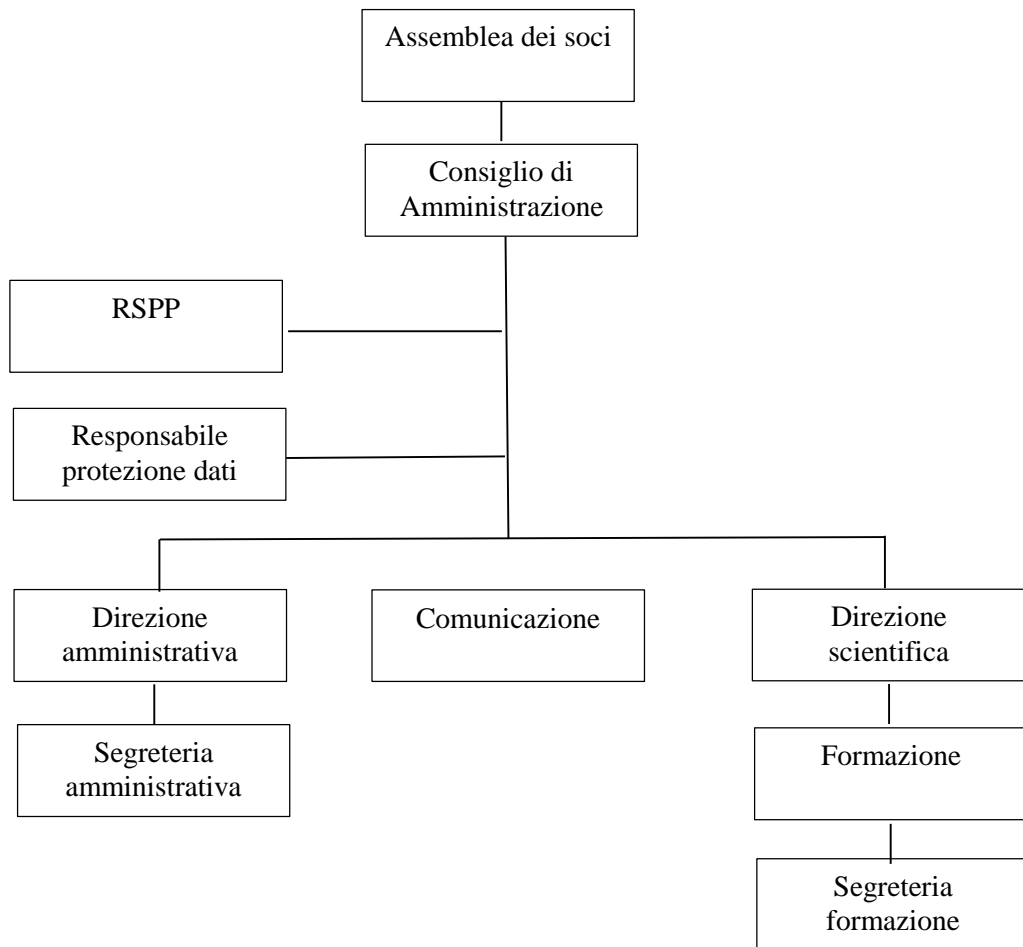 Assemblea dei soci
Consiglio di
Amministrazione
RSPP
Responsabile
protezione dati
Direzione
amministrativa
Comunicazione
Direzione
scientifica
Segreteria
amministrativa
Formazione
Segreteria
formazione